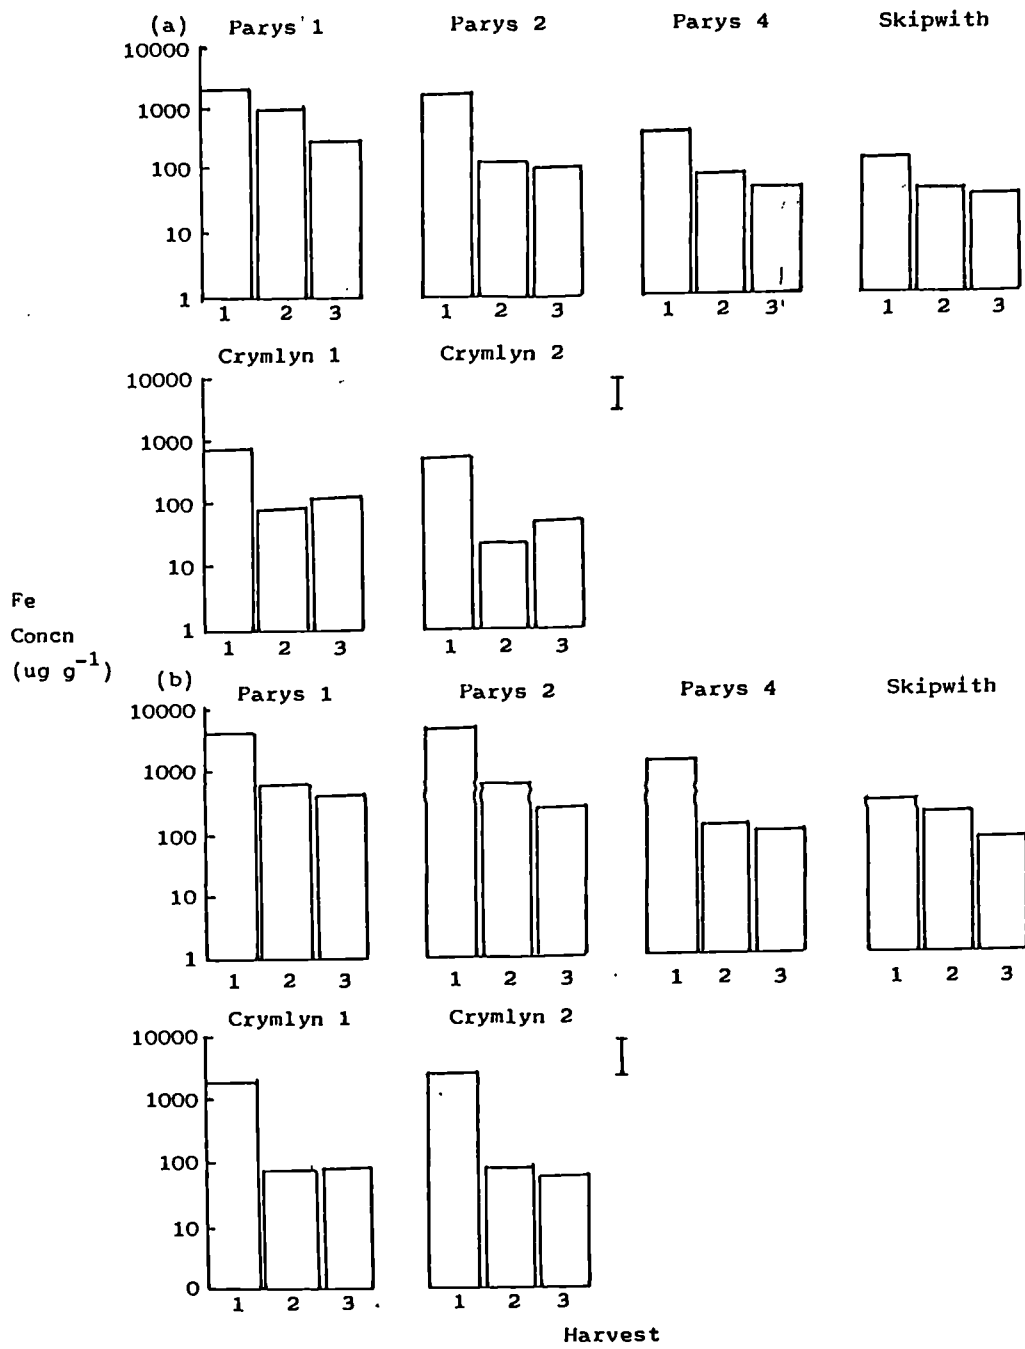 (a) Parys 1 Parys 2 Parys 4 Skipwith
10000
1000
100
10
1
1 2 3 1 2 3 1 2 3 1 2 3
Crymlyn 1 Crymlyn 2
10000
1000
100
10
1
1 2 3 1 2 3
Fe
Concn
(ug g⁻¹)
(b) Parys 1 Parys 2 Parys 4 Skipwith
10000
1000
100
10
1
1 2 3 1 2 3 1 2 3 1 2 3
Crymlyn 1 Crymlyn 2
10000
1000
100
10
0
1 2 3 1 2 3
Harvest